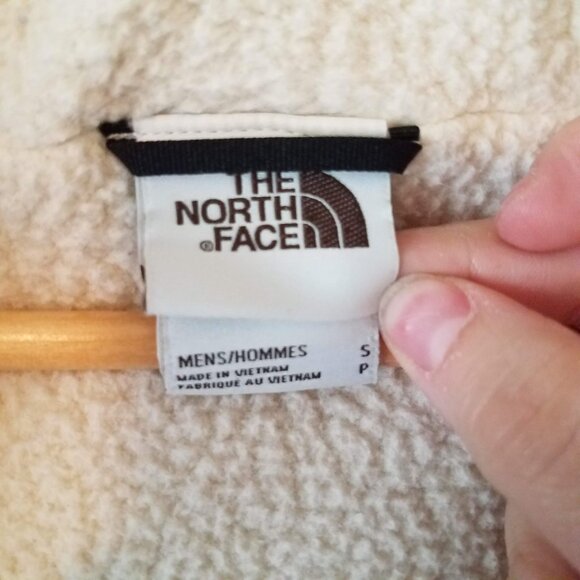 THE
NORTH
®FACE
MENS/HOMMES S
MADE IN VIETNAM P
FABRIQUE AU VIETNAM